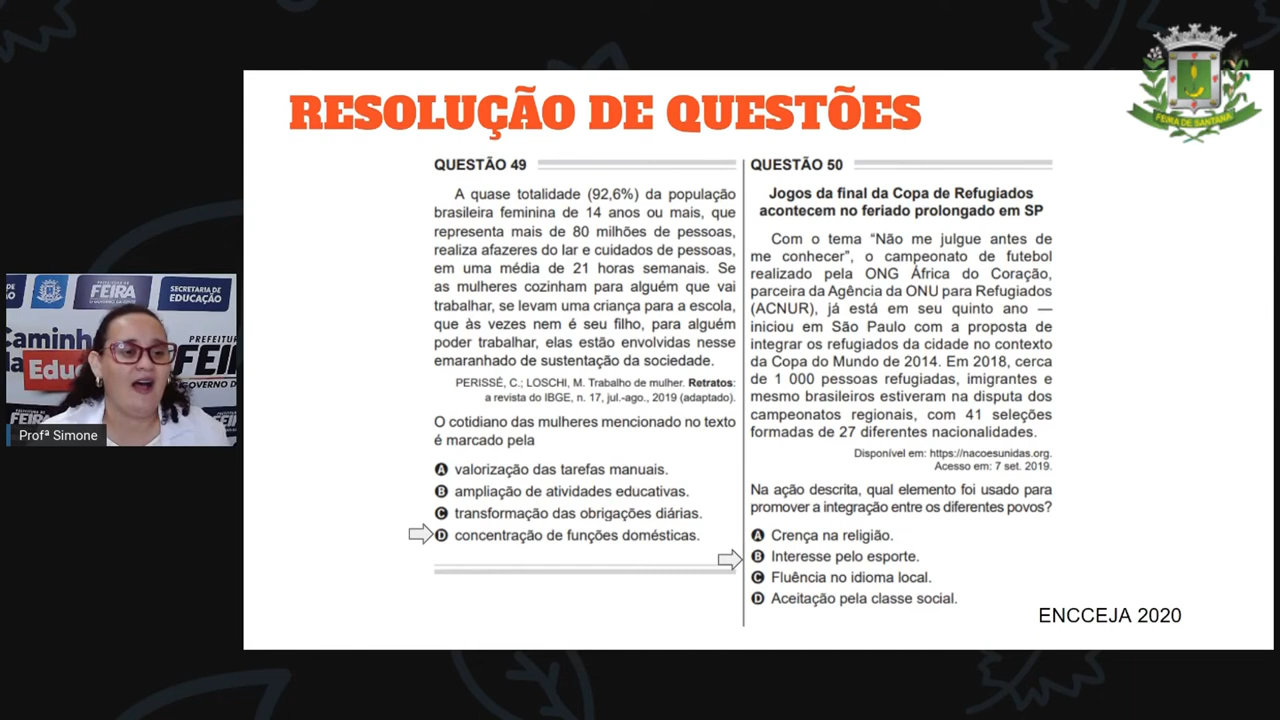 RESOLUÇÃO DE QUESTÕES
FEIRA DE SANTANA
QUESTÃO 49
A quase totalidade (92,6%) da população
brasileira feminina de 14 anos ou mais, que
representa mais de 80 milhões de pessoas,
realiza afazeres do lar e cuidados de pessoas,
em uma média de 21 horas semanais. Se
as mulheres cozinham para alguém que vai
trabalhar, se levam uma criança para a escola,
que às vezes nem é seu filho, para alguém
poder trabalhar, elas estão envolvidas nesse
emaranhado de sustentação da sociedade.
PERISSÉ, C.; LOSCHI, M. Trabalho de mulher. Retratos:
a revista do IBGE, n. 17, jul.-ago., 2019 (adaptado).
O cotidiano das mulheres mencionado no texto
é marcado pela
A valorização das tarefas manuais.
B ampliação de atividades educativas.
C transformação das obrigações diárias.
D concentração de funções domésticas.
QUESTÃO 50
Jogos da final da Copa de Refugiados
acontecem no feriado prolongado em SP
Com o tema “Não me julgue antes de
me conhecer”, o campeonato de futebol
realizado pela ONG África do Coração,
parceira da Agência da ONU para Refugiados
(ACNUR), já está em seu quinto ano —
iniciou em São Paulo com a proposta de
integrar os refugiados da cidade no contexto
da Copa do Mundo de 2014. Em 2018, cerca
de 1 000 pessoas refugiadas, imigrantes e
mesmo brasileiros estiveram na disputa dos
campeonatos regionais, com 41 seleções
formadas de 27 diferentes nacionalidades.
Disponível em: https://nacoesunidas.org.
Acesso em: 7 set. 2019.
Na ação descrita, qual elemento foi usado para
promover a integração entre os diferentes povos?
A Crença na religião.
B Interesse pelo esporte.
C Fluência no idioma local.
D Aceitação pela classe social.
ENCCEJA 2020
FEIRA
SECRETARIA DE
EDUCAÇÃO
Caminh
da
Educ
PREFEITU
FEI
GOVERNO D
FEIRA
Profª Simone